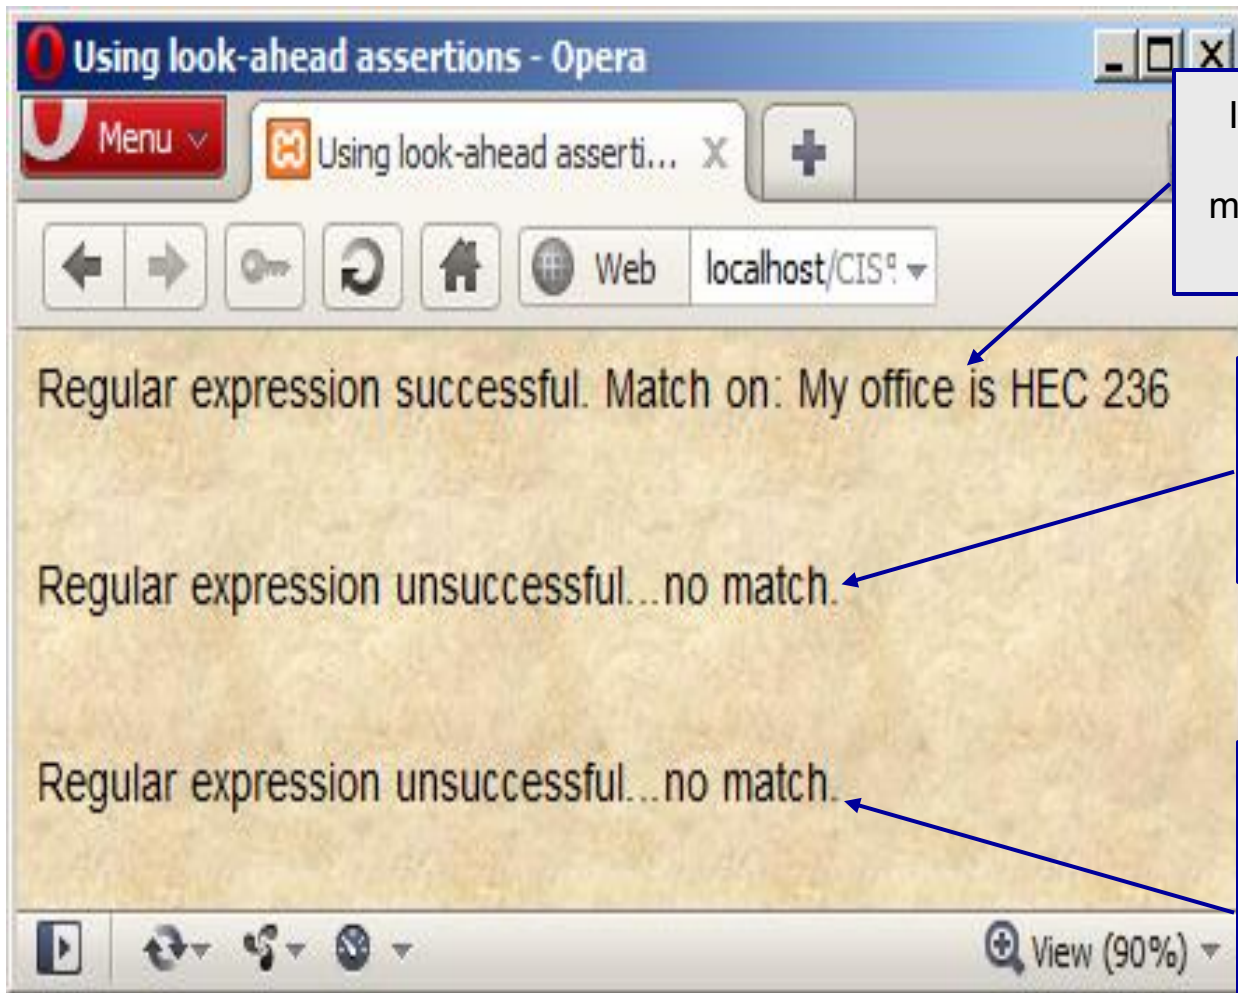 Using look-ahead assertions - Opera
Menu
Using look-ahead asserti...
Web
localhost/CIS
Regular expression successful. Match on: My office is HEC 236
Regular expression unsuccessful...no match.
Regular expression unsuccessful...no match.
View (90%)